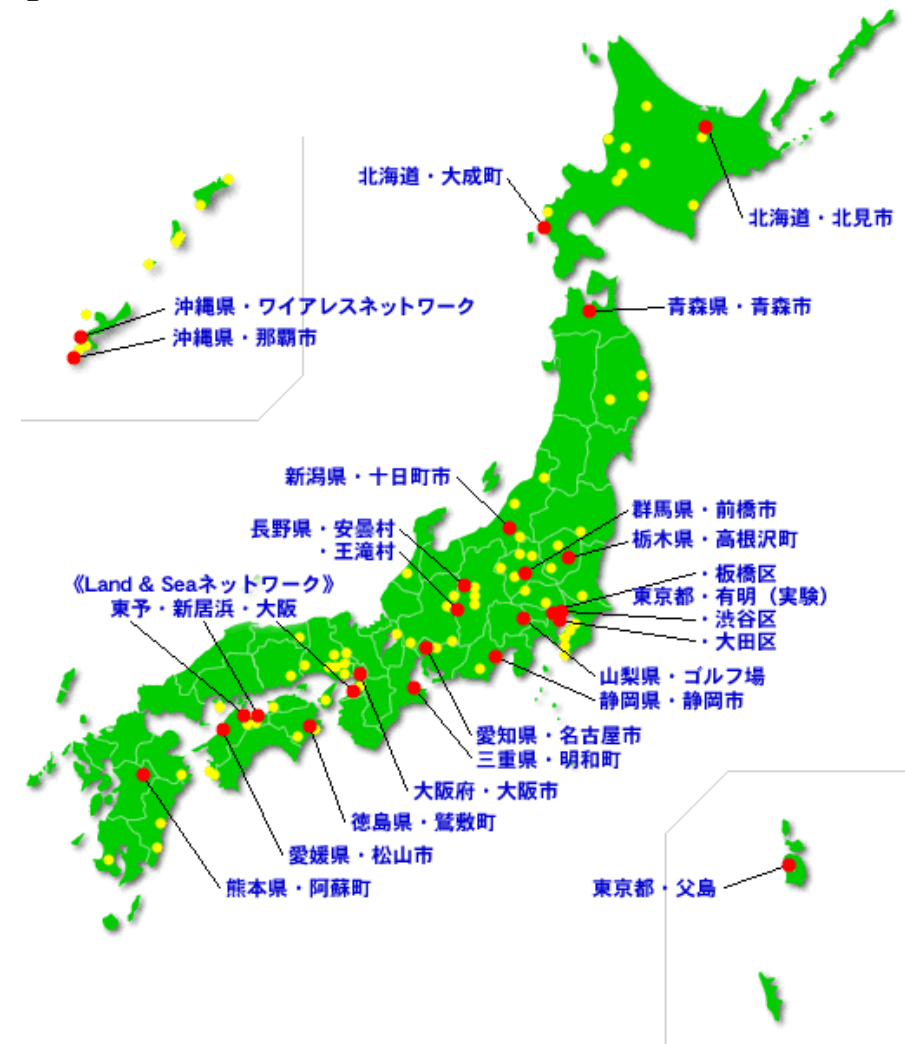 北海道・大成町
北海道・北見市
沖縄県・ワイアレスネットワーク
沖縄県・那覇市
青森県・青森市
新潟県・十日町市
群馬県・前橋市
長野県・安曇村
・王滝村
栃木県・高根沢町
・板橋区
《Land & Seaネットワーク》
東京都・有明（実験）
東予・新居浜・大阪
・渋谷区
・大田区
山梨県・ゴルフ場
静岡県・静岡市
愛知県・名古屋市
三重県・明和町
大阪府・大阪市
徳島県・鷲敷町
愛媛県・松山市
熊本県・阿蘇町
東京都・父島